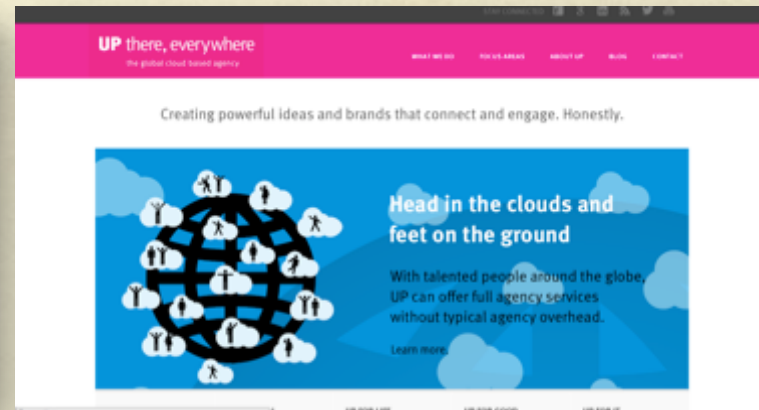 STAY CONNECTED
UP there, everywhere
the global cloud based agency
WHAT WE DO FOCUS AREAS ABOUT UP BLOG CONTACT
Creating powerful ideas and brands that connect and engage. Honestly.
Head in the clouds and
feet on the ground
With talented people around the globe,
UP can offer full agency services
without typical agency overhead.
Learn more.